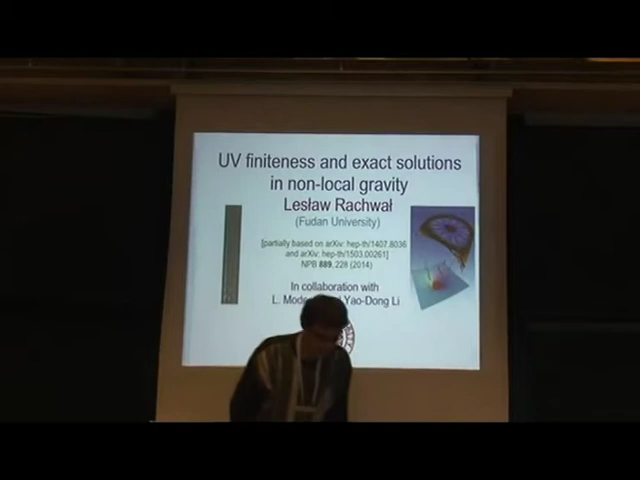 UV finiteness and exact solutions
in non-local gravity
Lesław Rachwał
(Fudan University)
[partially based on arXiv: hep-th/1407.8036
and arXiv: hep-th/1503.00261]
NPB 889, 228 (2014)
In collaboration with
L. Yao-Dong Li